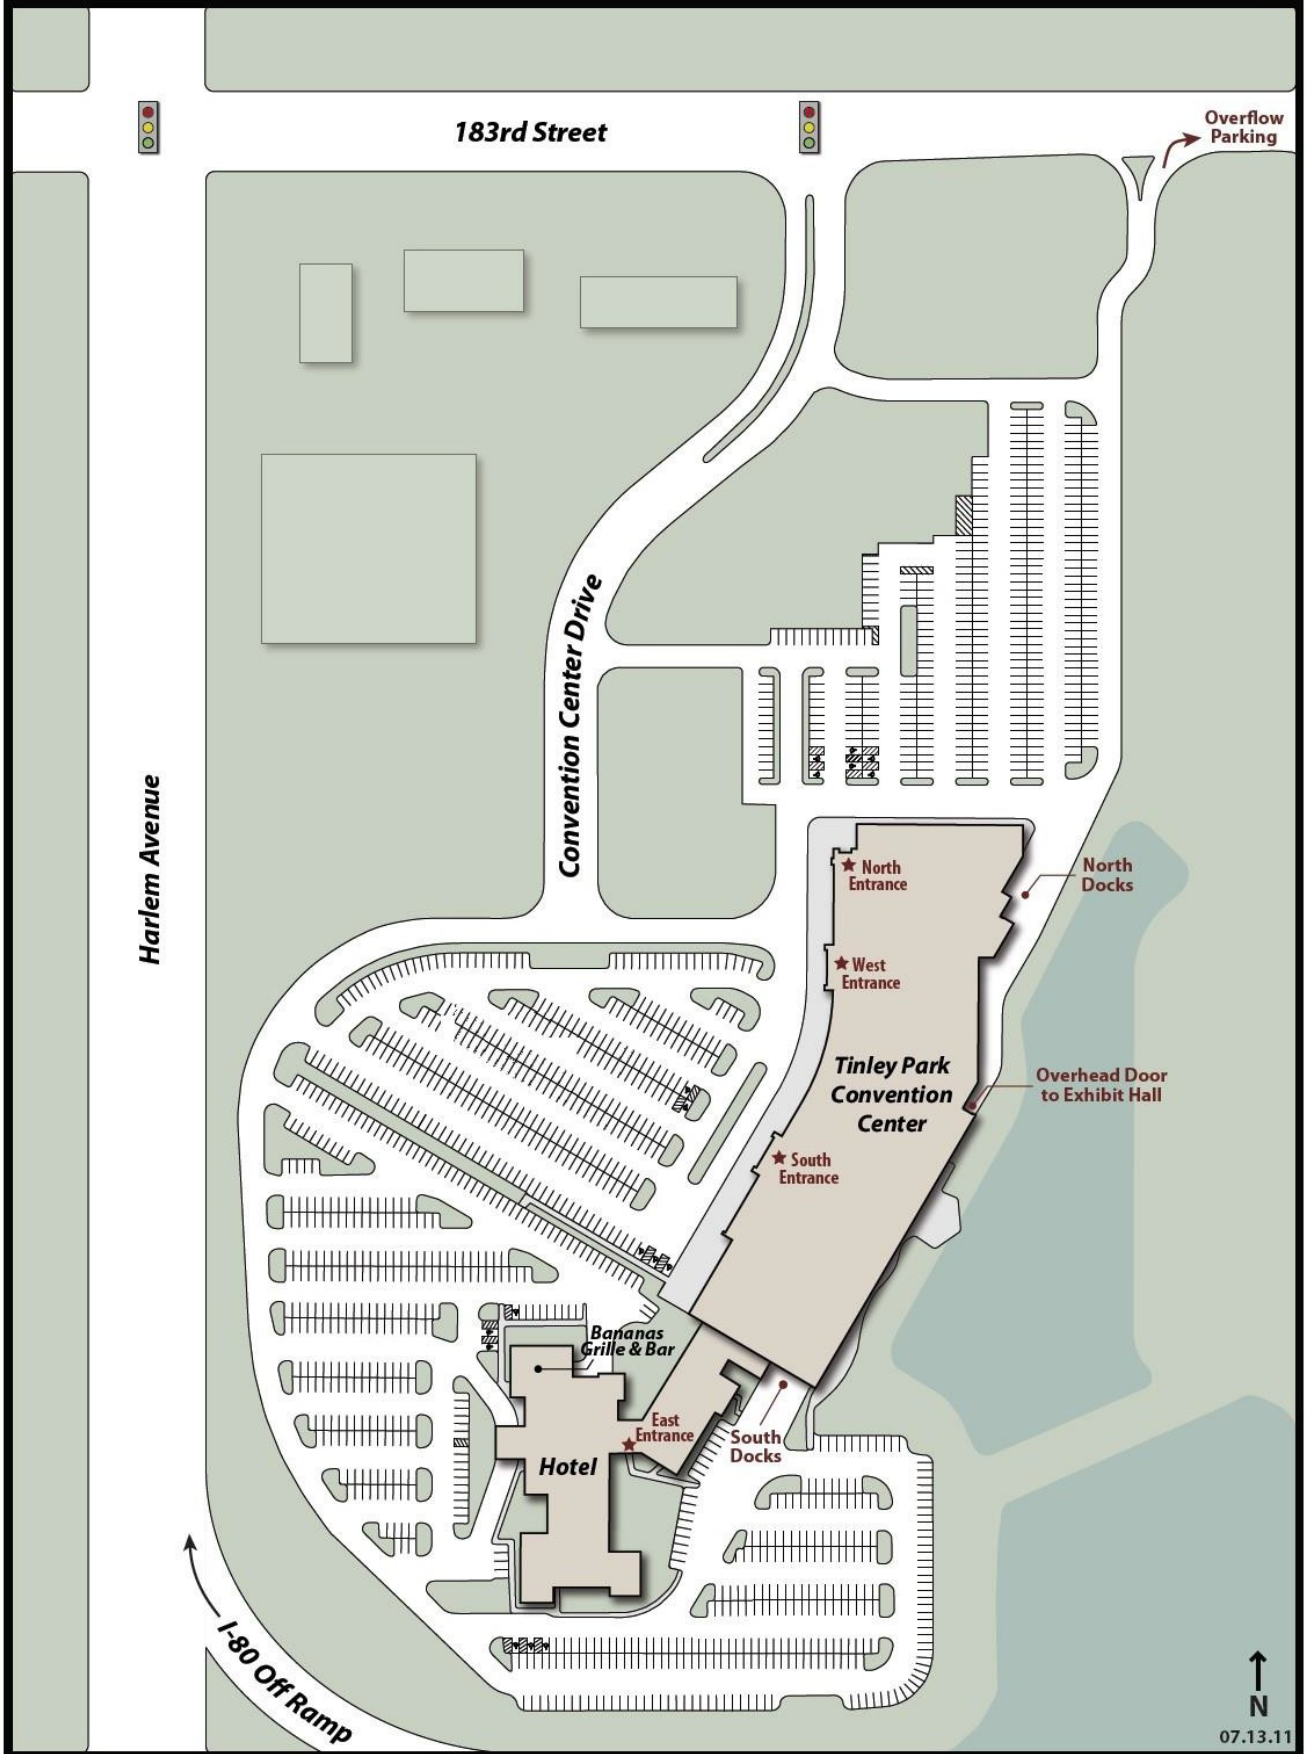 183rd Street
Overflow
Parking
Convention Center Drive
Harlem Avenue
North
Entrance
North
Docks
West
Entrance
Tinley Park
Convention
Center
Overhead Door
to Exhibit Hall
South
Entrance
Bananas
Grille & Bar
East
Entrance
South
Docks
Hotel
I-80 Off Ramp
N
07.13.11